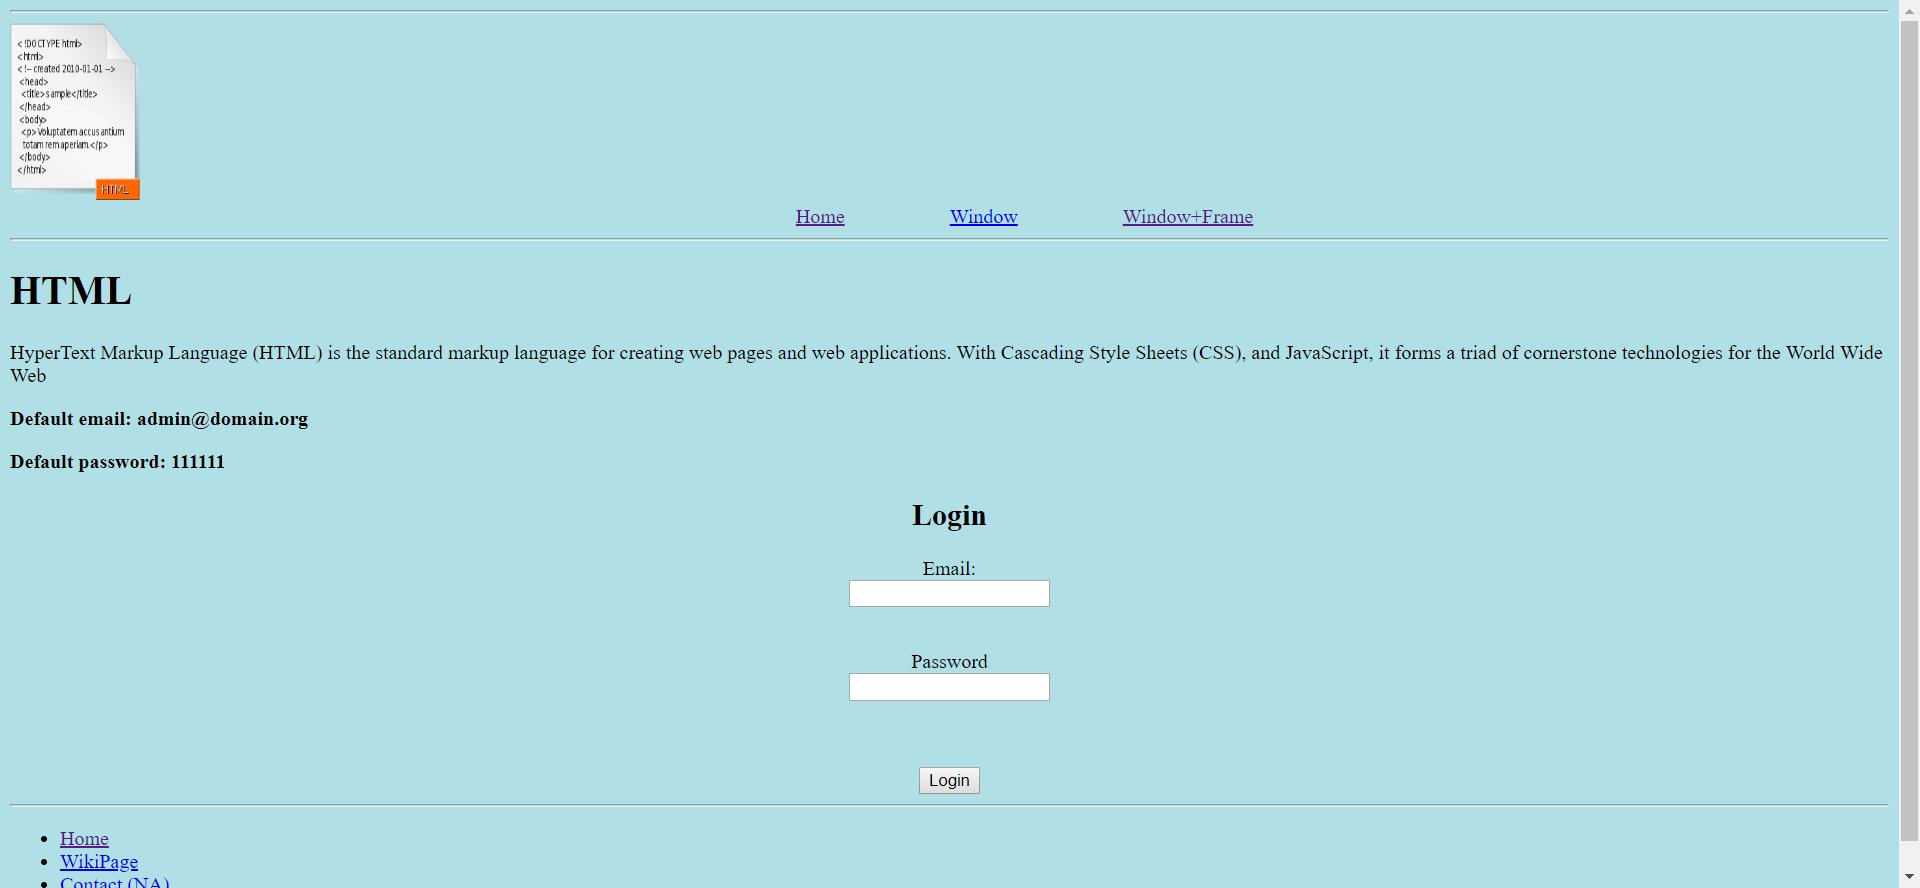 <!DOCTYPE html>
<html>
<!-- created 2010-01-01 -->
<head>
<title>sample</title>
</head>
<body>
<p>Voluptatem accusantium
totam rem aperiam.</p>
</body>
</html>
HTML
Home Window Window+Frame
HTML
HyperText Markup Language (HTML) is the standard markup language for creating web pages and web applications. With Cascading Style Sheets (CSS), and JavaScript, it forms a triad of cornerstone technologies for the World Wide
Web
Default email: admin@domain.org
Default password: 111111
Login
Email:
Password
Login
Home
WikiPage
Contact (NA)